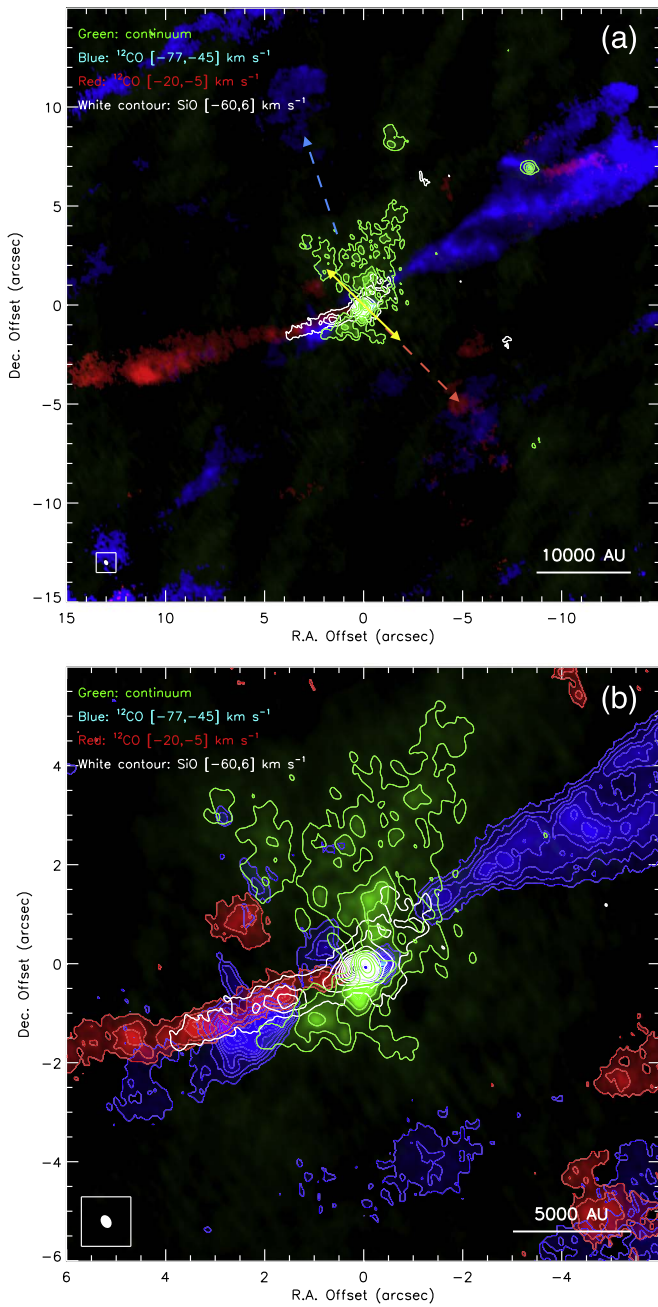 (a)
Green: continuum
Blue: ¹²CO [−77,−45] km s⁻¹
Red: ¹²CO [−20,−5] km s⁻¹
White contour: SiO [−60,6] km s⁻¹
10
5
0
−5
−10
−15
Dec. Offset (arcsec)
10000 AU
15
10
5
0
−5
−10
R.A. Offset (arcsec)
(b)
Green: continuum
Blue: ¹²CO [−77,−45] km s⁻¹
Red: ¹²CO [−20,−5] km s⁻¹
White contour: SiO [−60,6] km s⁻¹
4
2
0
−2
−4
−6
Dec. Offset (arcsec)
5000 AU
6
4
2
0
−2
−4
R.A. Offset (arcsec)